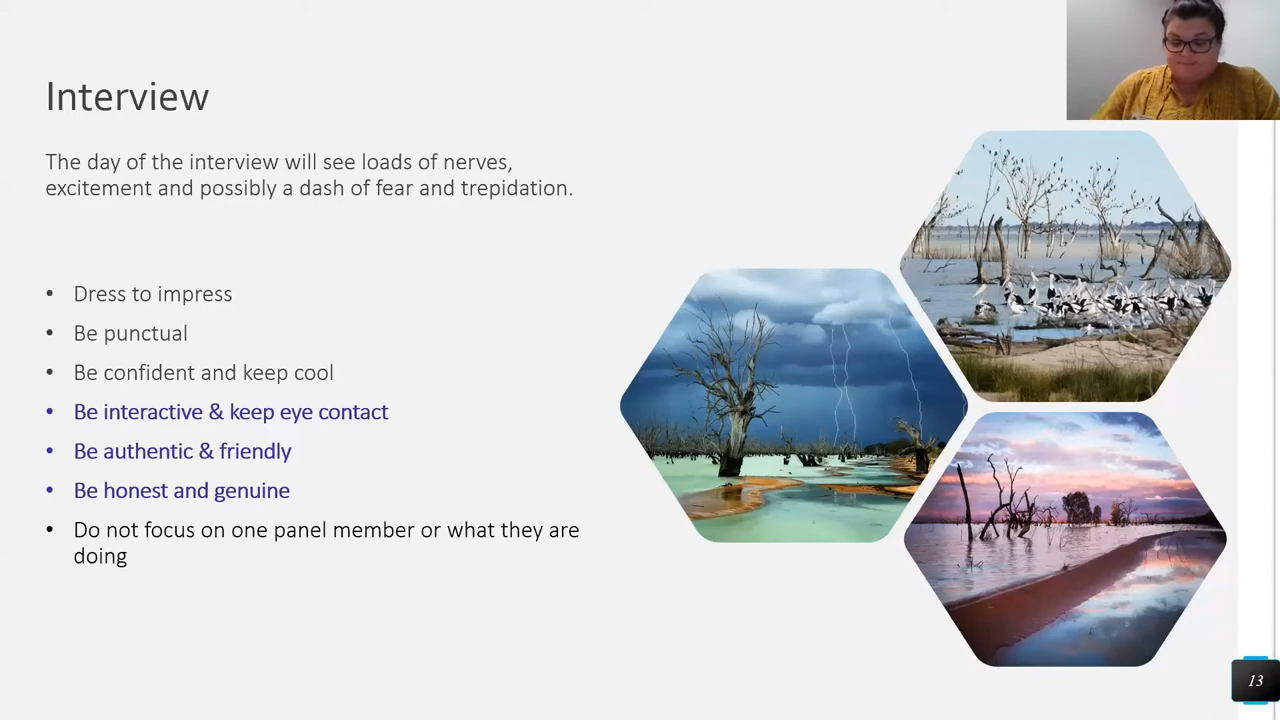 Interview
The day of the interview will see loads of nerves,
excitement and possibly a dash of fear and trepidation.
• Dress to impress
• Be punctual
• Be confident and keep cool
• Be interactive & keep eye contact
• Be authentic & friendly
• Be honest and genuine
• Do not focus on one panel member or what they are
doing
13